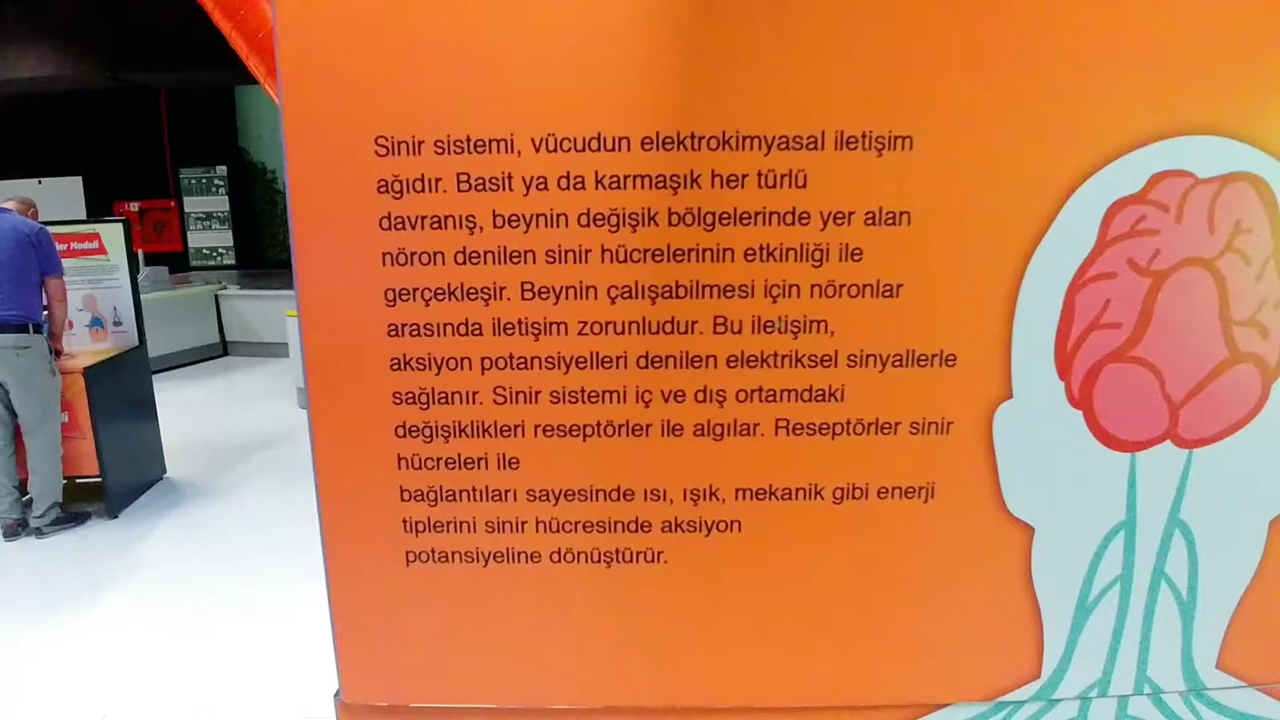 Sinir sistemi, vücudun elektrokimyasal iletişim
ağıdır. Basit ya da karmaşık her türlü
davranış, beynin değişik bölgelerinde yer alan
nöron denilen sinir hücrelerinin etkinliği ile
gerçekleşir. Beynin çalışabilmesi için nöronlar
arasında iletişim zorunludur. Bu iletişim,
aksiyon potansiyelleri denilen elektriksel sinyallerle
sağlanır. Sinir sistemi iç ve dış ortamdaki
değişiklikleri reseptörler ile algılar. Reseptörler sinir
hücreleri ile
bağlantıları sayesinde ısı, ışık, mekanik gibi enerji
tiplerini sinir hücresinde aksiyon
potansiyeline dönüştürür.
Modeli